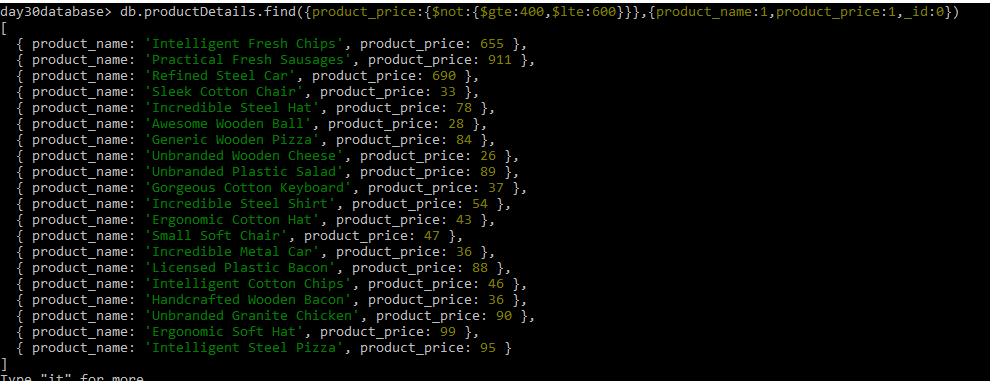 day30database> db.productDetails.find({product_price:{$not:{$gte:400,$lte:600}}},{product_name:1,product_price:1,_id:0})
[
  { product_name: 'Intelligent Fresh Chips', product_price: 655 },
  { product_name: 'Practical Fresh Sausages', product_price: 911 },
  { product_name: 'Refined Steel Car', product_price: 690 },
  { product_name: 'Sleek Cotton Chair', product_price: 33 },
  { product_name: 'Incredible Steel Hat', product_price: 78 },
  { product_name: 'Awesome Wooden Ball', product_price: 28 },
  { product_name: 'Generic Wooden Pizza', product_price: 84 },
  { product_name: 'Unbranded Wooden Cheese', product_price: 26 },
  { product_name: 'Unbranded Plastic Salad', product_price: 89 },
  { product_name: 'Gorgeous Cotton Keyboard', product_price: 37 },
  { product_name: 'Incredible Steel Shirt', product_price: 54 },
  { product_name: 'Ergonomic Cotton Hat', product_price: 43 },
  { product_name: 'Small Soft Chair', product_price: 47 },
  { product_name: 'Incredible Metal Car', product_price: 36 },
  { product_name: 'Licensed Plastic Bacon', product_price: 88 },
  { product_name: 'Intelligent Cotton Chips', product_price: 46 },
  { product_name: 'Handcrafted Wooden Bacon', product_price: 36 },
  { product_name: 'Unbranded Granite Chicken', product_price: 90 },
  { product_name: 'Ergonomic Soft Hat', product_price: 99 },
  { product_name: 'Intelligent Steel Pizza', product_price: 95 }
]
Type "it" for more